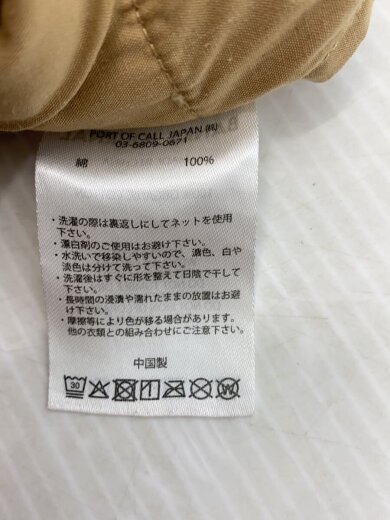 PORT OF CALL JAPAN (株)
03-6809-0671
綿 100%
・洗濯の際は裏返しにしてネットを使用
下さい。
・漂白剤のご使用はお避け下さい。
・水洗いで移染しやすいので、濃色、白や
淡色は分けて洗って下さい。
・洗濯後はすぐに形を整えて日陰で干して
下さい。
・長時間の浸漬や濡れたままの放置はお避
け下さい。
・摩擦等により色が移る場合があります。
他の衣類との組み合わせにご注意下さい。
中国製
30
W